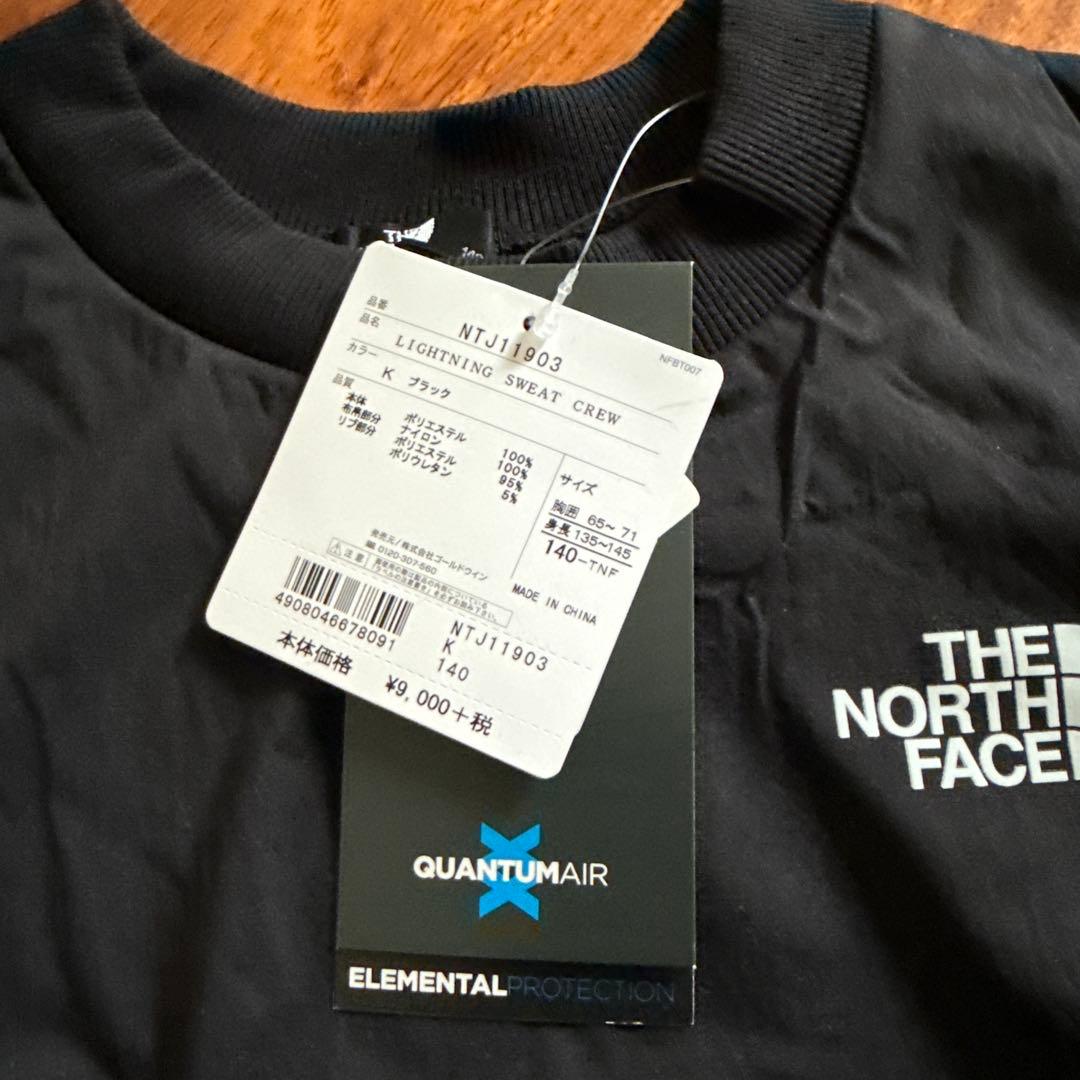 THE
品番 NTJ11903
品名 LIGHTNING SWEAT CREW
カラー K ブラック
品質
本体 ポリエステル 100%
布帛部分 ナイロン 100%
リブ部分 ポリエステル 95%
ポリウレタン 5%
サイズ
胸囲 65~71
身長 135~145
140-TNF
発売元/株式会社ゴールドウイン
0120-307-560
注意
MADE IN CHINA
4908046678091
NTJ11903
K
140
本体価格 ¥9,000+税
NFBT007
QUANTUMAIR
ELEMENTALPROTECTION
THE
NORTH
FACE